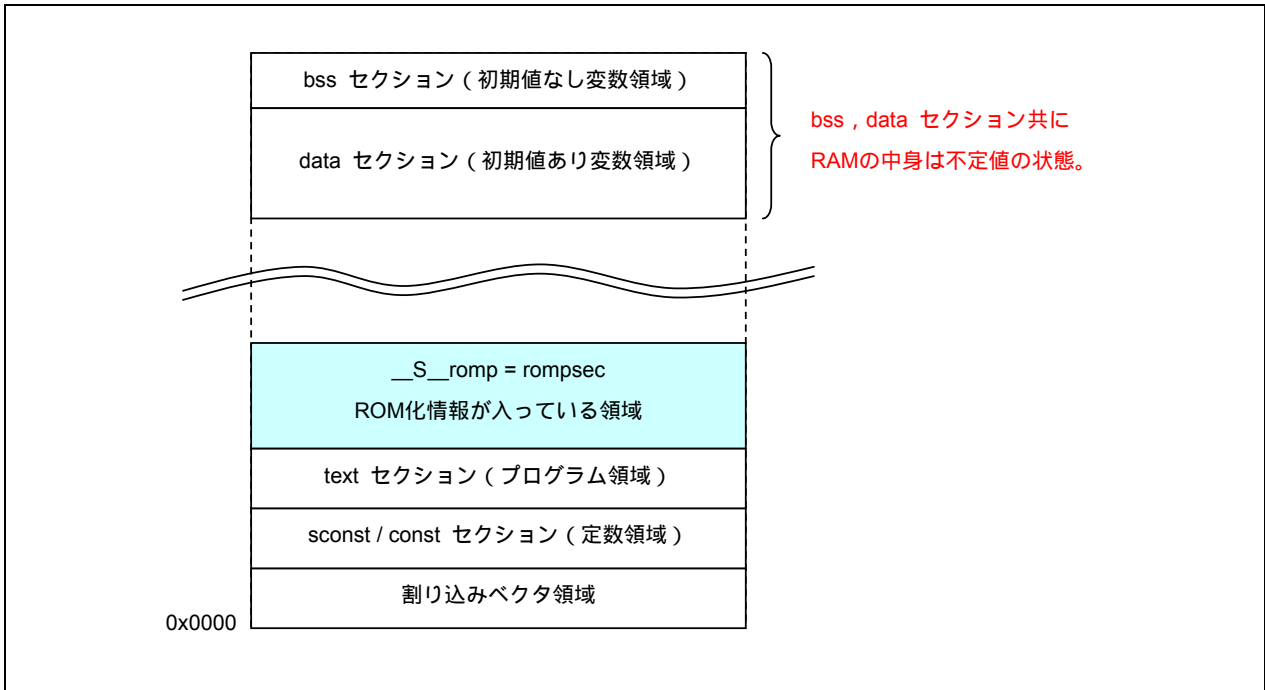 bss セクション ( 初期値なし変数領域 )
data セクション ( 初期値あり変数領域 )
bss , data セクション共に
RAMの中身は不定値の状態。
__S__romp = rompsec
ROM化情報が入っている領域
text セクション ( プログラム領域 )
sconst / const セクション ( 定数領域 )
割り込みベクタ領域
0x0000